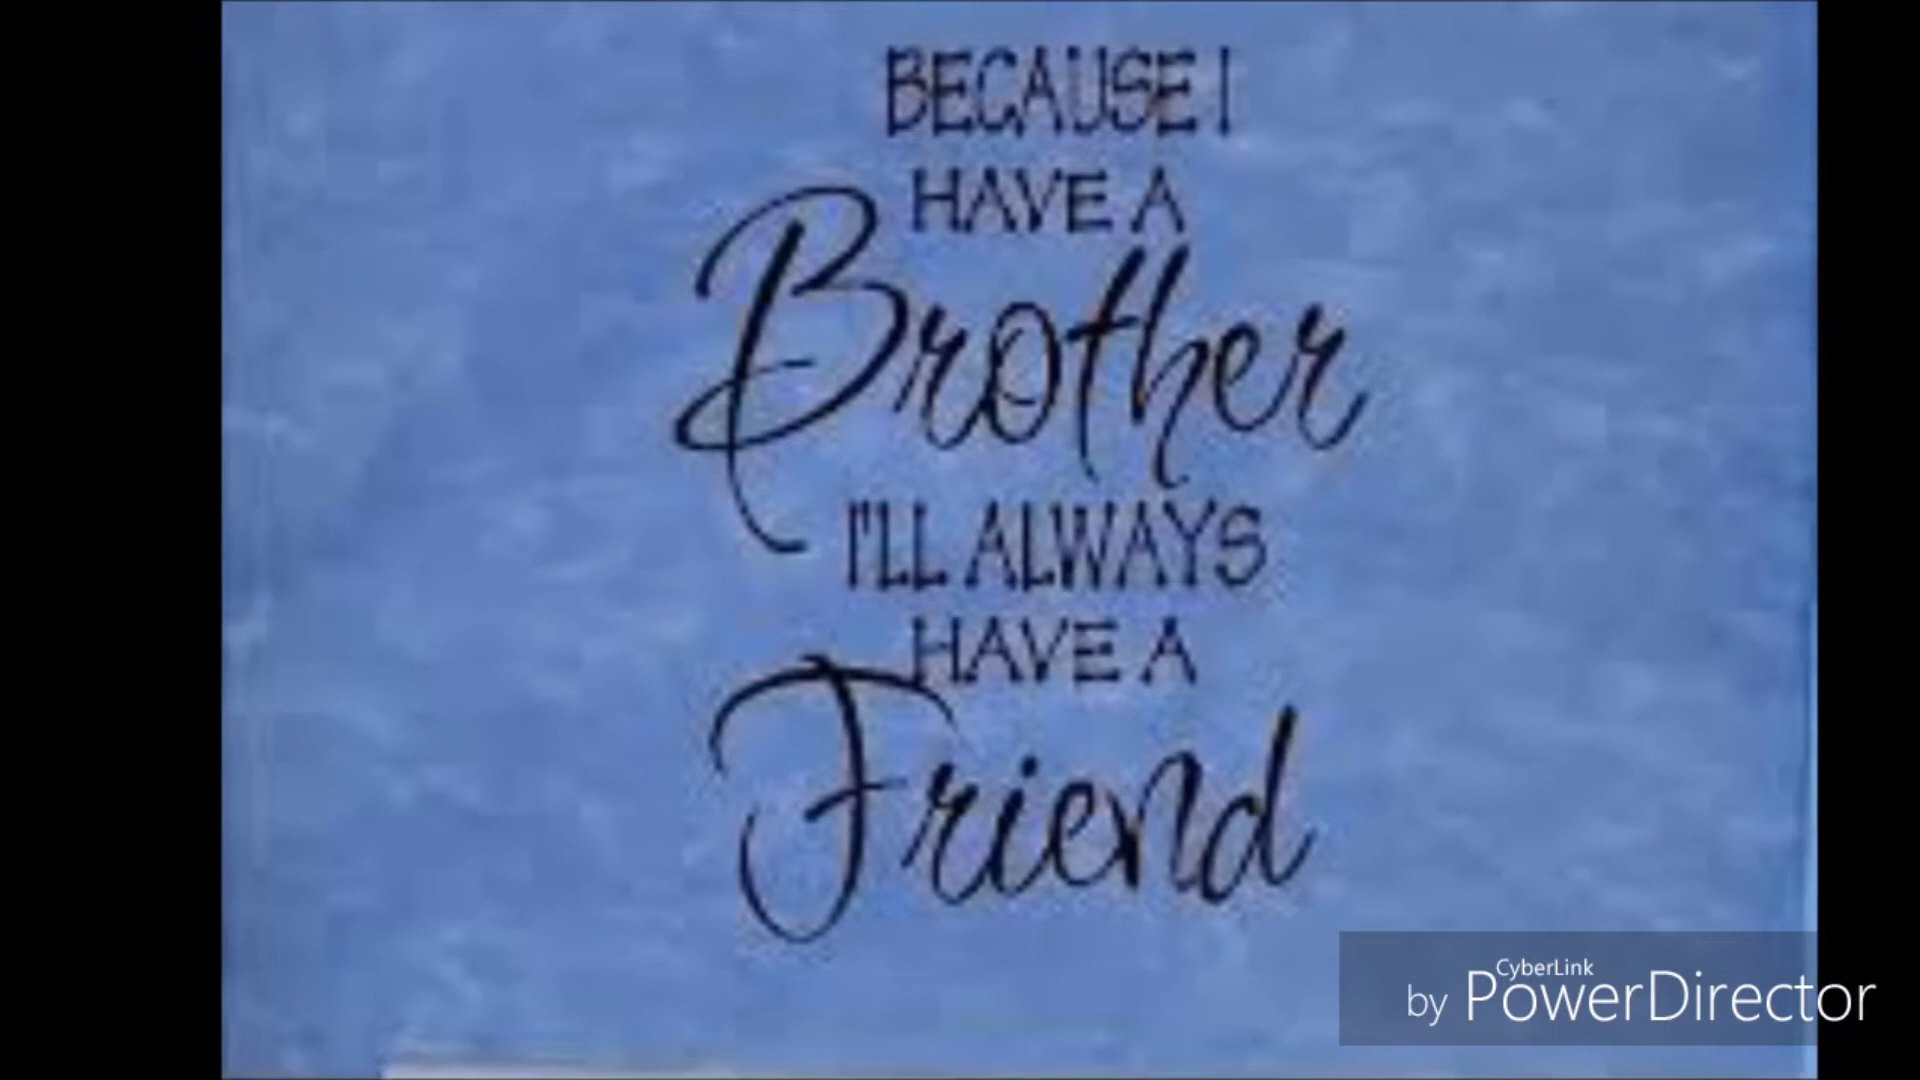 BECAUSE I
HAVE A
Brother
I'LL ALWAYS
HAVE A
Friend
CyberLink
by PowerDirector